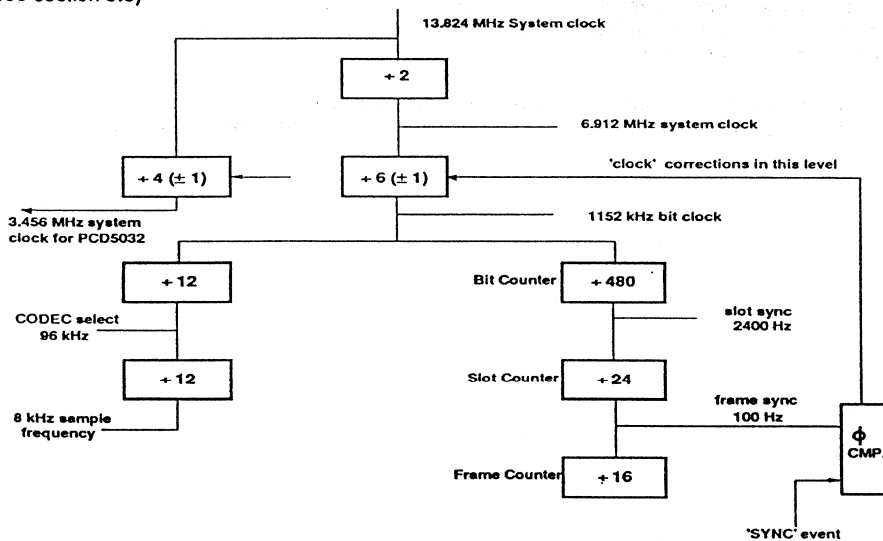 13.824 MHz System clock
÷ 2
6.912 MHz system clock
'clock' corrections in this level
÷ 4 (± 1)
÷ 6 (± 1)
3.456 MHz system
clock for PCD5032
1152 kHz bit clock
÷ 12
Bit Counter
÷ 480
CODEC select
96 kHz
slot sync
2400 Hz
÷ 12
Slot Counter
÷ 24
8 kHz sample
frequency
frame sync
100 Hz
ϕ
CMP.
Frame Counter
÷ 16
'SYNC' event